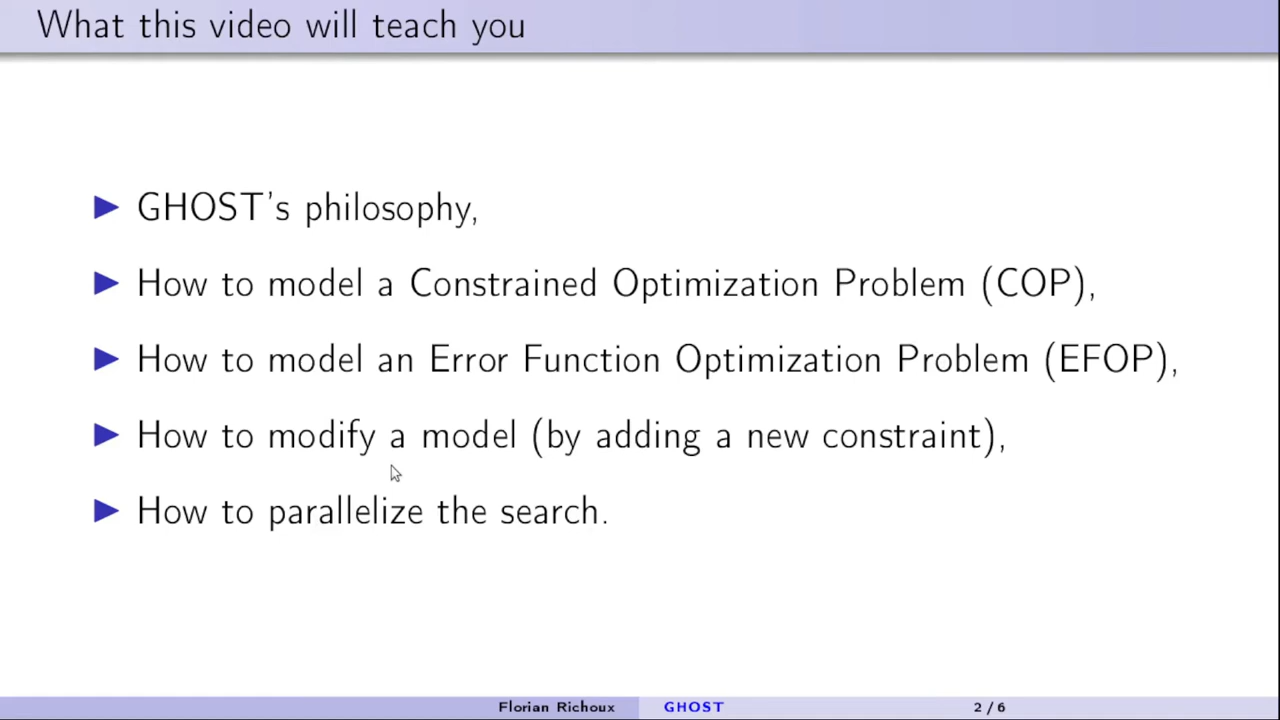 What this video will teach you
GHOST's philosophy,
How to model a Constrained Optimization Problem (COP),
How to model an Error Function Optimization Problem (EFOP),
How to modify a model (by adding a new constraint),
How to parallelize the search.
Florian Richoux GHOST 2 / 6